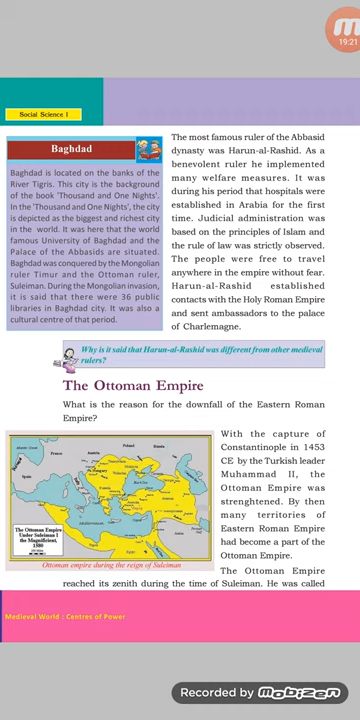 19:21
Social Science I
Baghdad
Baghdad is located on the banks of the
River Tigris. This city is the background
of the book 'Thousand and One Nights'.
In the 'Thousand and One Nights', the city
is depicted as the biggest and richest city
in the world. It was here that the world
famous University of Baghdad and the
Palace of the Abbasids are situated.
Baghdad was conquered by the Mongolian
ruler Timur and the Ottoman ruler,
Suleiman. During the Mongolian invasion,
it is said that there were 36 public
libraries in Baghdad city. It was also a
cultural centre of that period.
The most famous ruler of the Abbasid
dynasty was Harun-al-Rashid. As a
benevolent ruler he implemented
many welfare measures. It was
during his period that hospitals were
established in Arabia for the first
time. Judicial administration was
based on the principles of Islam and
the rule of law was strictly observed.
The people were free to travel
anywhere in the empire without fear.
Harun-al-Rashid established
contacts with the Holy Roman Empire
and sent ambassadors to the palace
of Charlemagne.
Why is it said that Harun-al-Rashid was different from other medieval
rulers?
The Ottoman Empire
What is the reason for the downfall of the Eastern Roman
Empire?
France
Austria
Hungary
Poland
Russia
Spain
Black Sea
Mediterranean
Egypt
The Ottoman Empire
Under Suleiman I
the Magnificent,
1580
Ottoman empire during the reign of Suleiman
With the capture of
Constantinople in 1453
CE by the Turkish leader
Muhammad II, the
Ottoman Empire was
strenghtened. By then
many territories of
Eastern Roman Empire
had become a part of the
Ottoman Empire.
The Ottoman Empire
reached its zenith during the time of Suleiman. He was called
Medieval World : Centres of Power
Recorded by mobizen